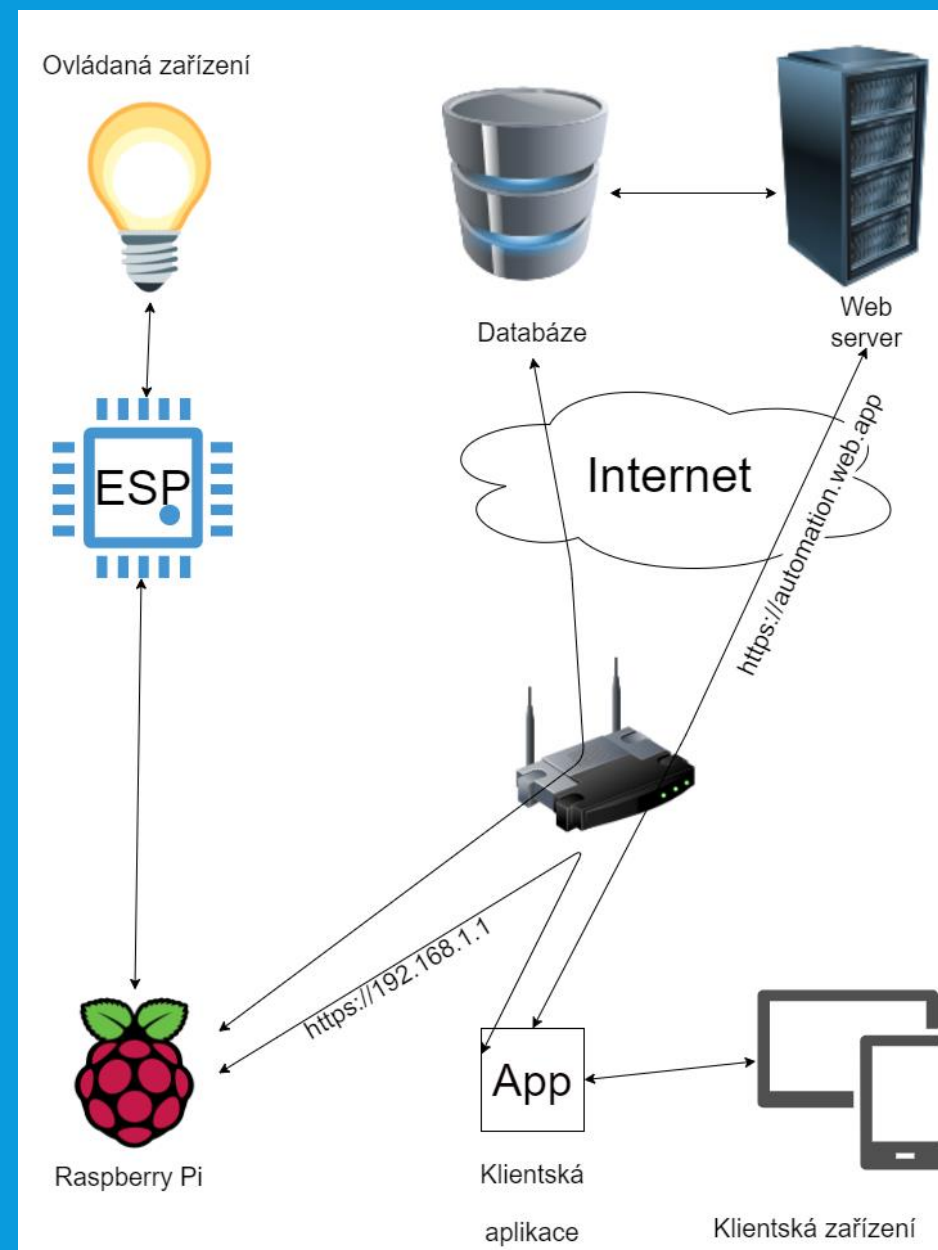 Ovládaná zařízení
Databáze
Web
server
ESP
Internet
https://automation.web.app
https://192.168.1.1
App
Raspberry Pi
Klientská
aplikace
Klientská zařízení